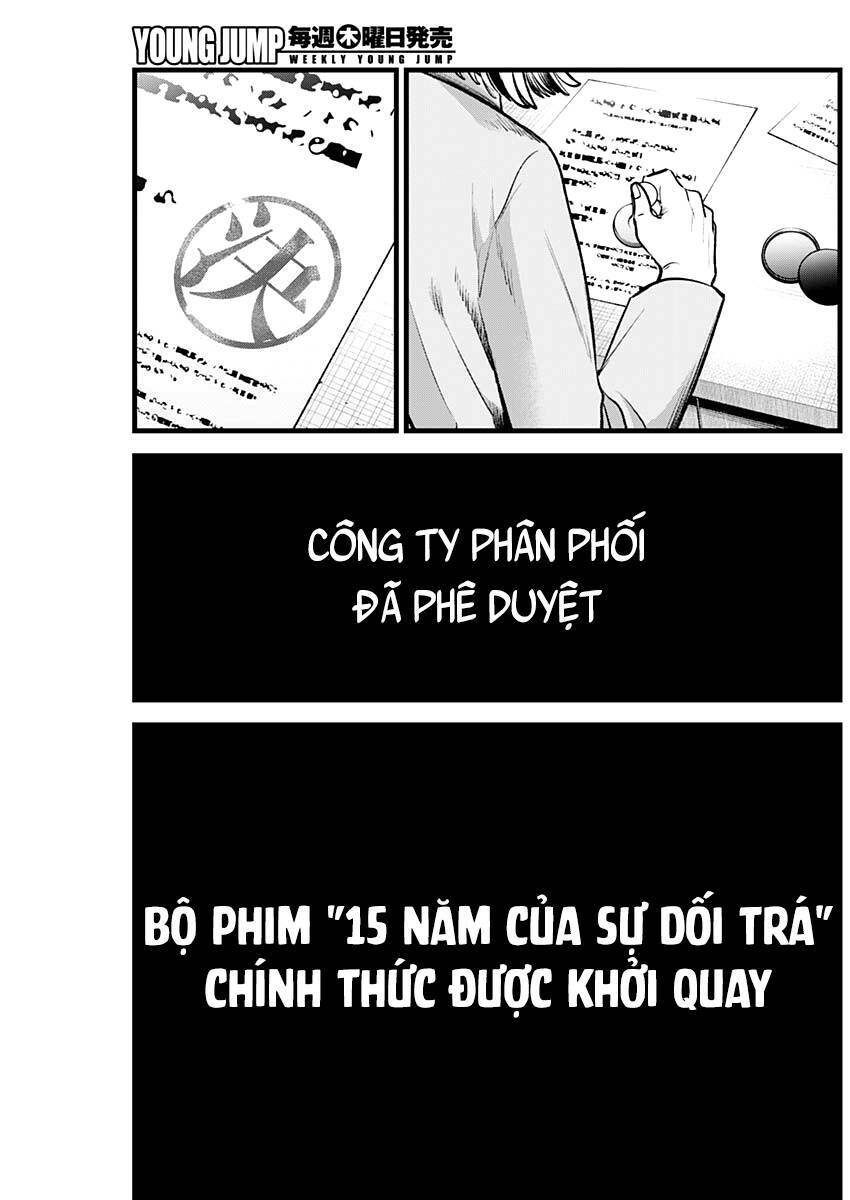 YOUNG JUMP 毎週木曜日発売
WEEKLY YOUNG JUMP
決
CÔNG TY PHÂN PHỐI
ĐÃ PHÊ DUYỆT
BỘ PHIM "15 NĂM CỦA SỰ DỐI TRÁ"
CHÍNH THỨC ĐƯỢC KHỞI QUAY